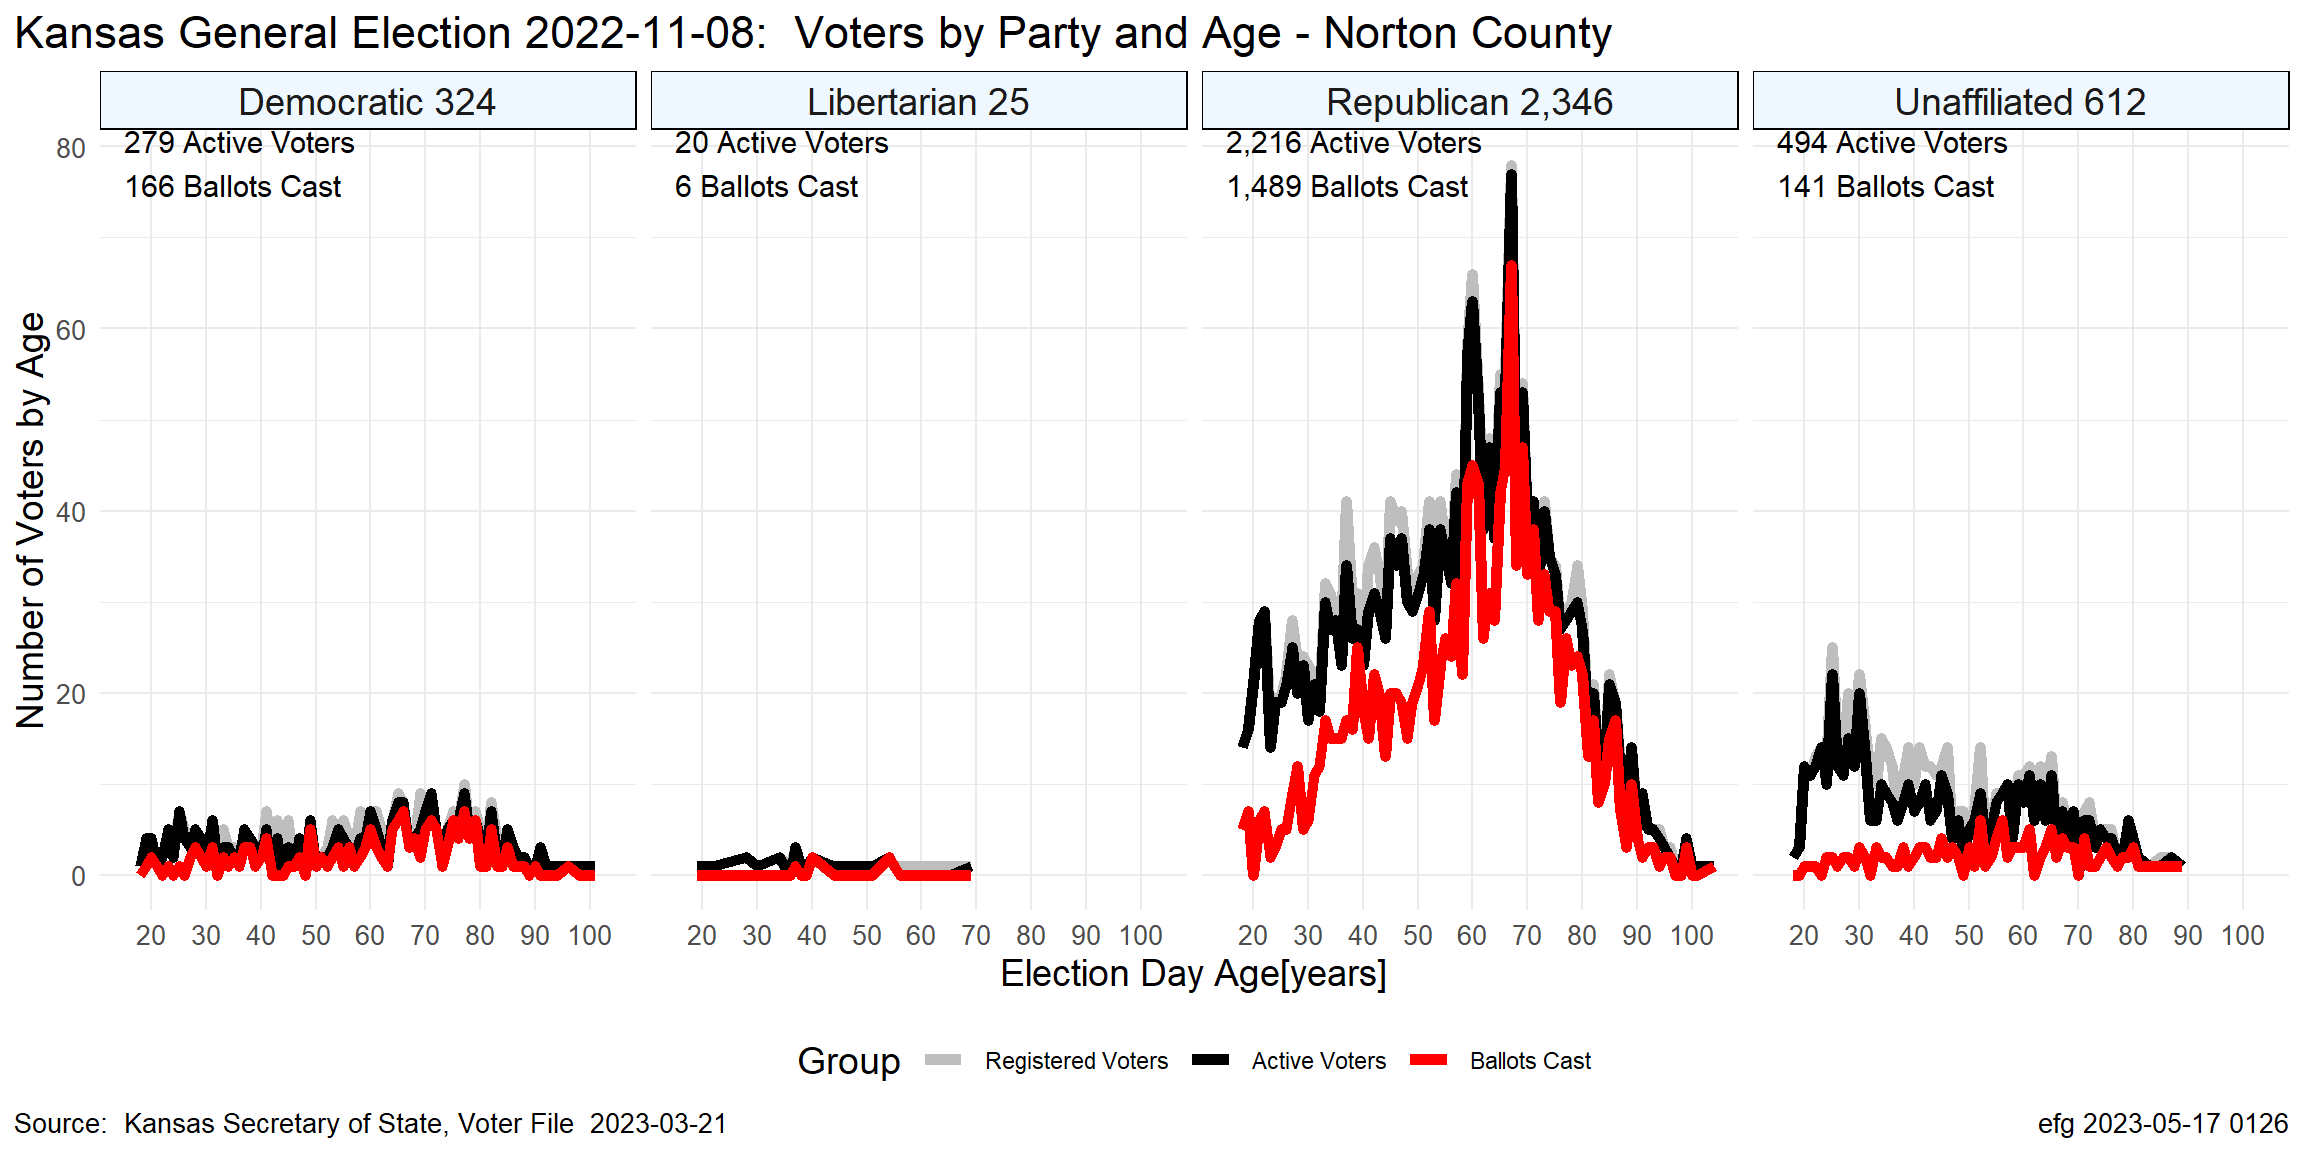 Kansas General Election 2022-11-08:  Voters by Party and Age - Norton County
Democratic 324
Libertarian 25
Republican 2,346
Unaffiliated 612
279 Active Voters
166 Ballots Cast
20 Active Voters
6 Ballots Cast
2,216 Active Voters
1,489 Ballots Cast
494 Active Voters
141 Ballots Cast
Number of Voters by Age
80
60
40
20
0
20 30 40 50 60 70 80 90 100
20 30 40 50 60 70 80 90 100
20 30 40 50 60 70 80 90 100
20 30 40 50 60 70 80 90 100
Election Day Age[years]
Group Registered Voters Active Voters Ballots Cast
Source:  Kansas Secretary of State, Voter File  2023-03-21
efg 2023-05-17 0126